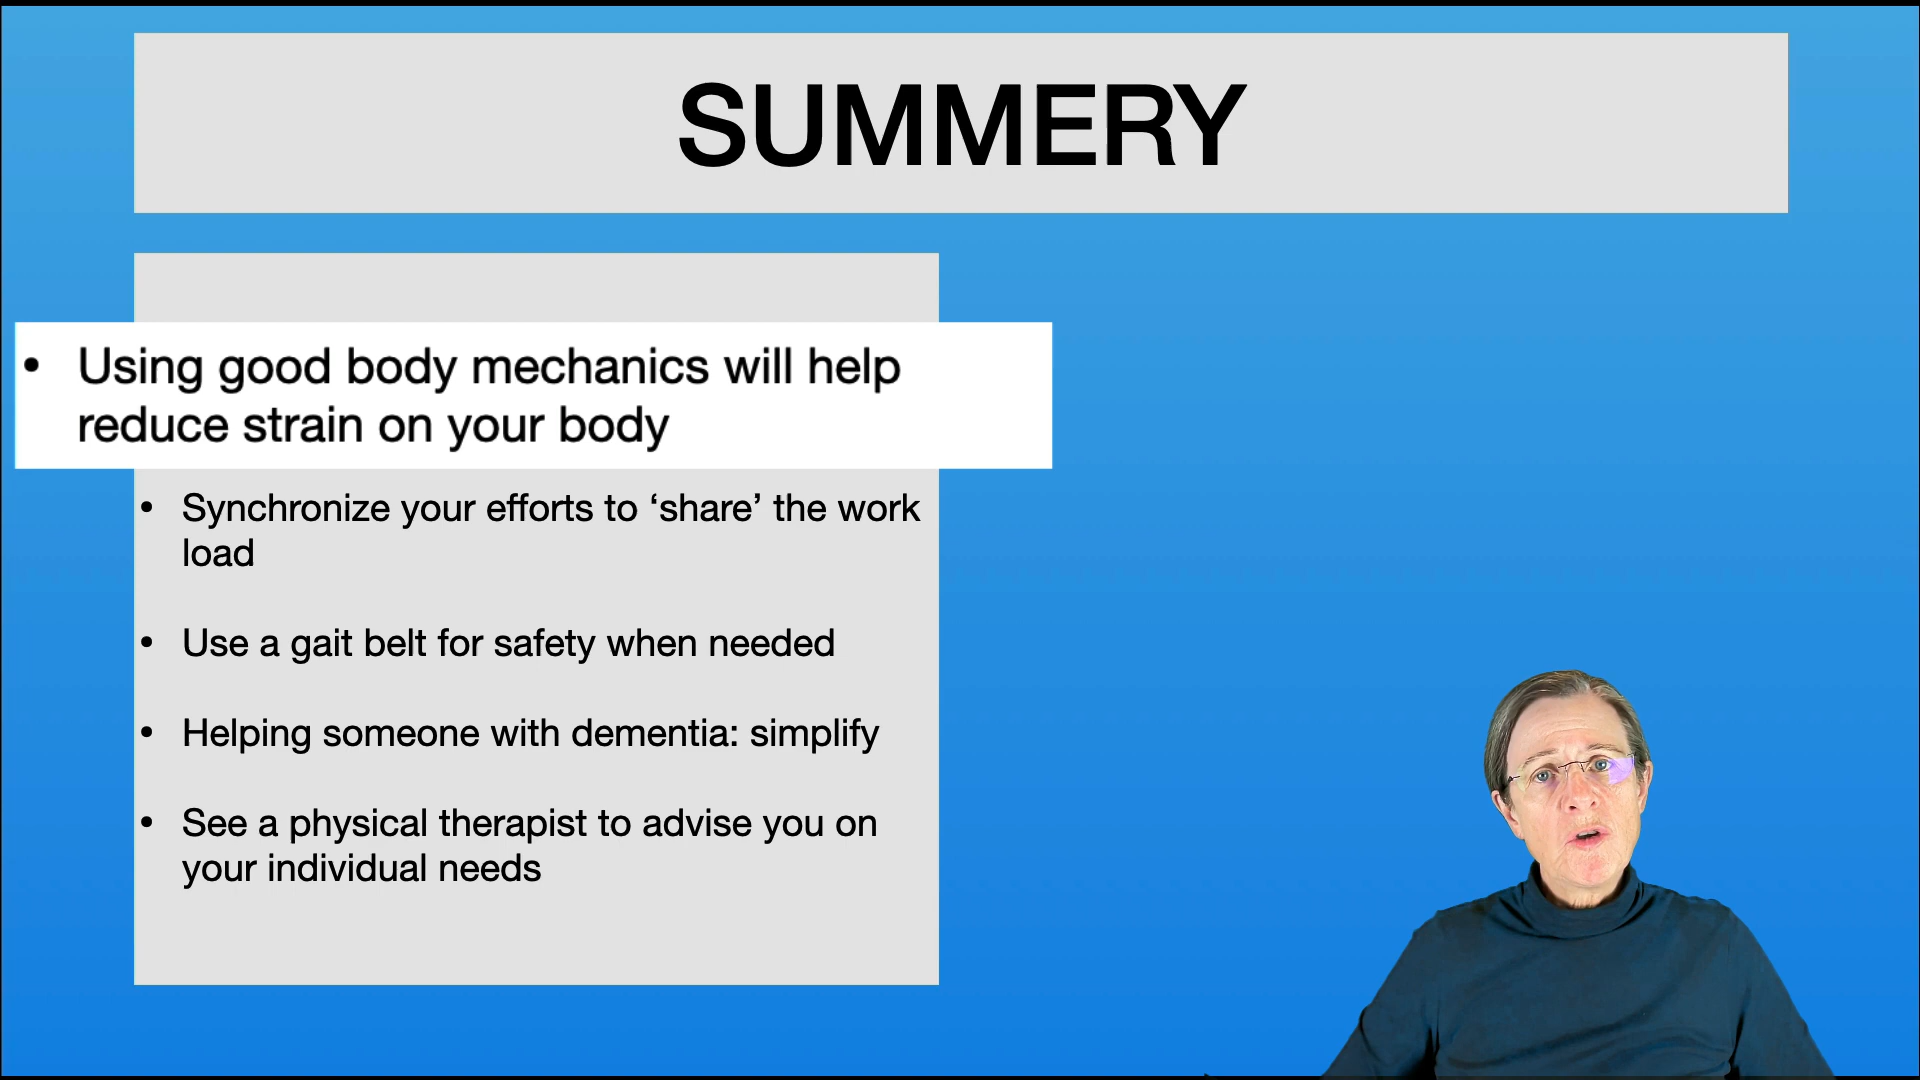 SUMMERY
• Using good body mechanics will help
reduce strain on your body
• Synchronize your efforts to ‘share’ the work
load
• Use a gait belt for safety when needed
• Helping someone with dementia: simplify
• See a physical therapist to advise you on
your individual needs